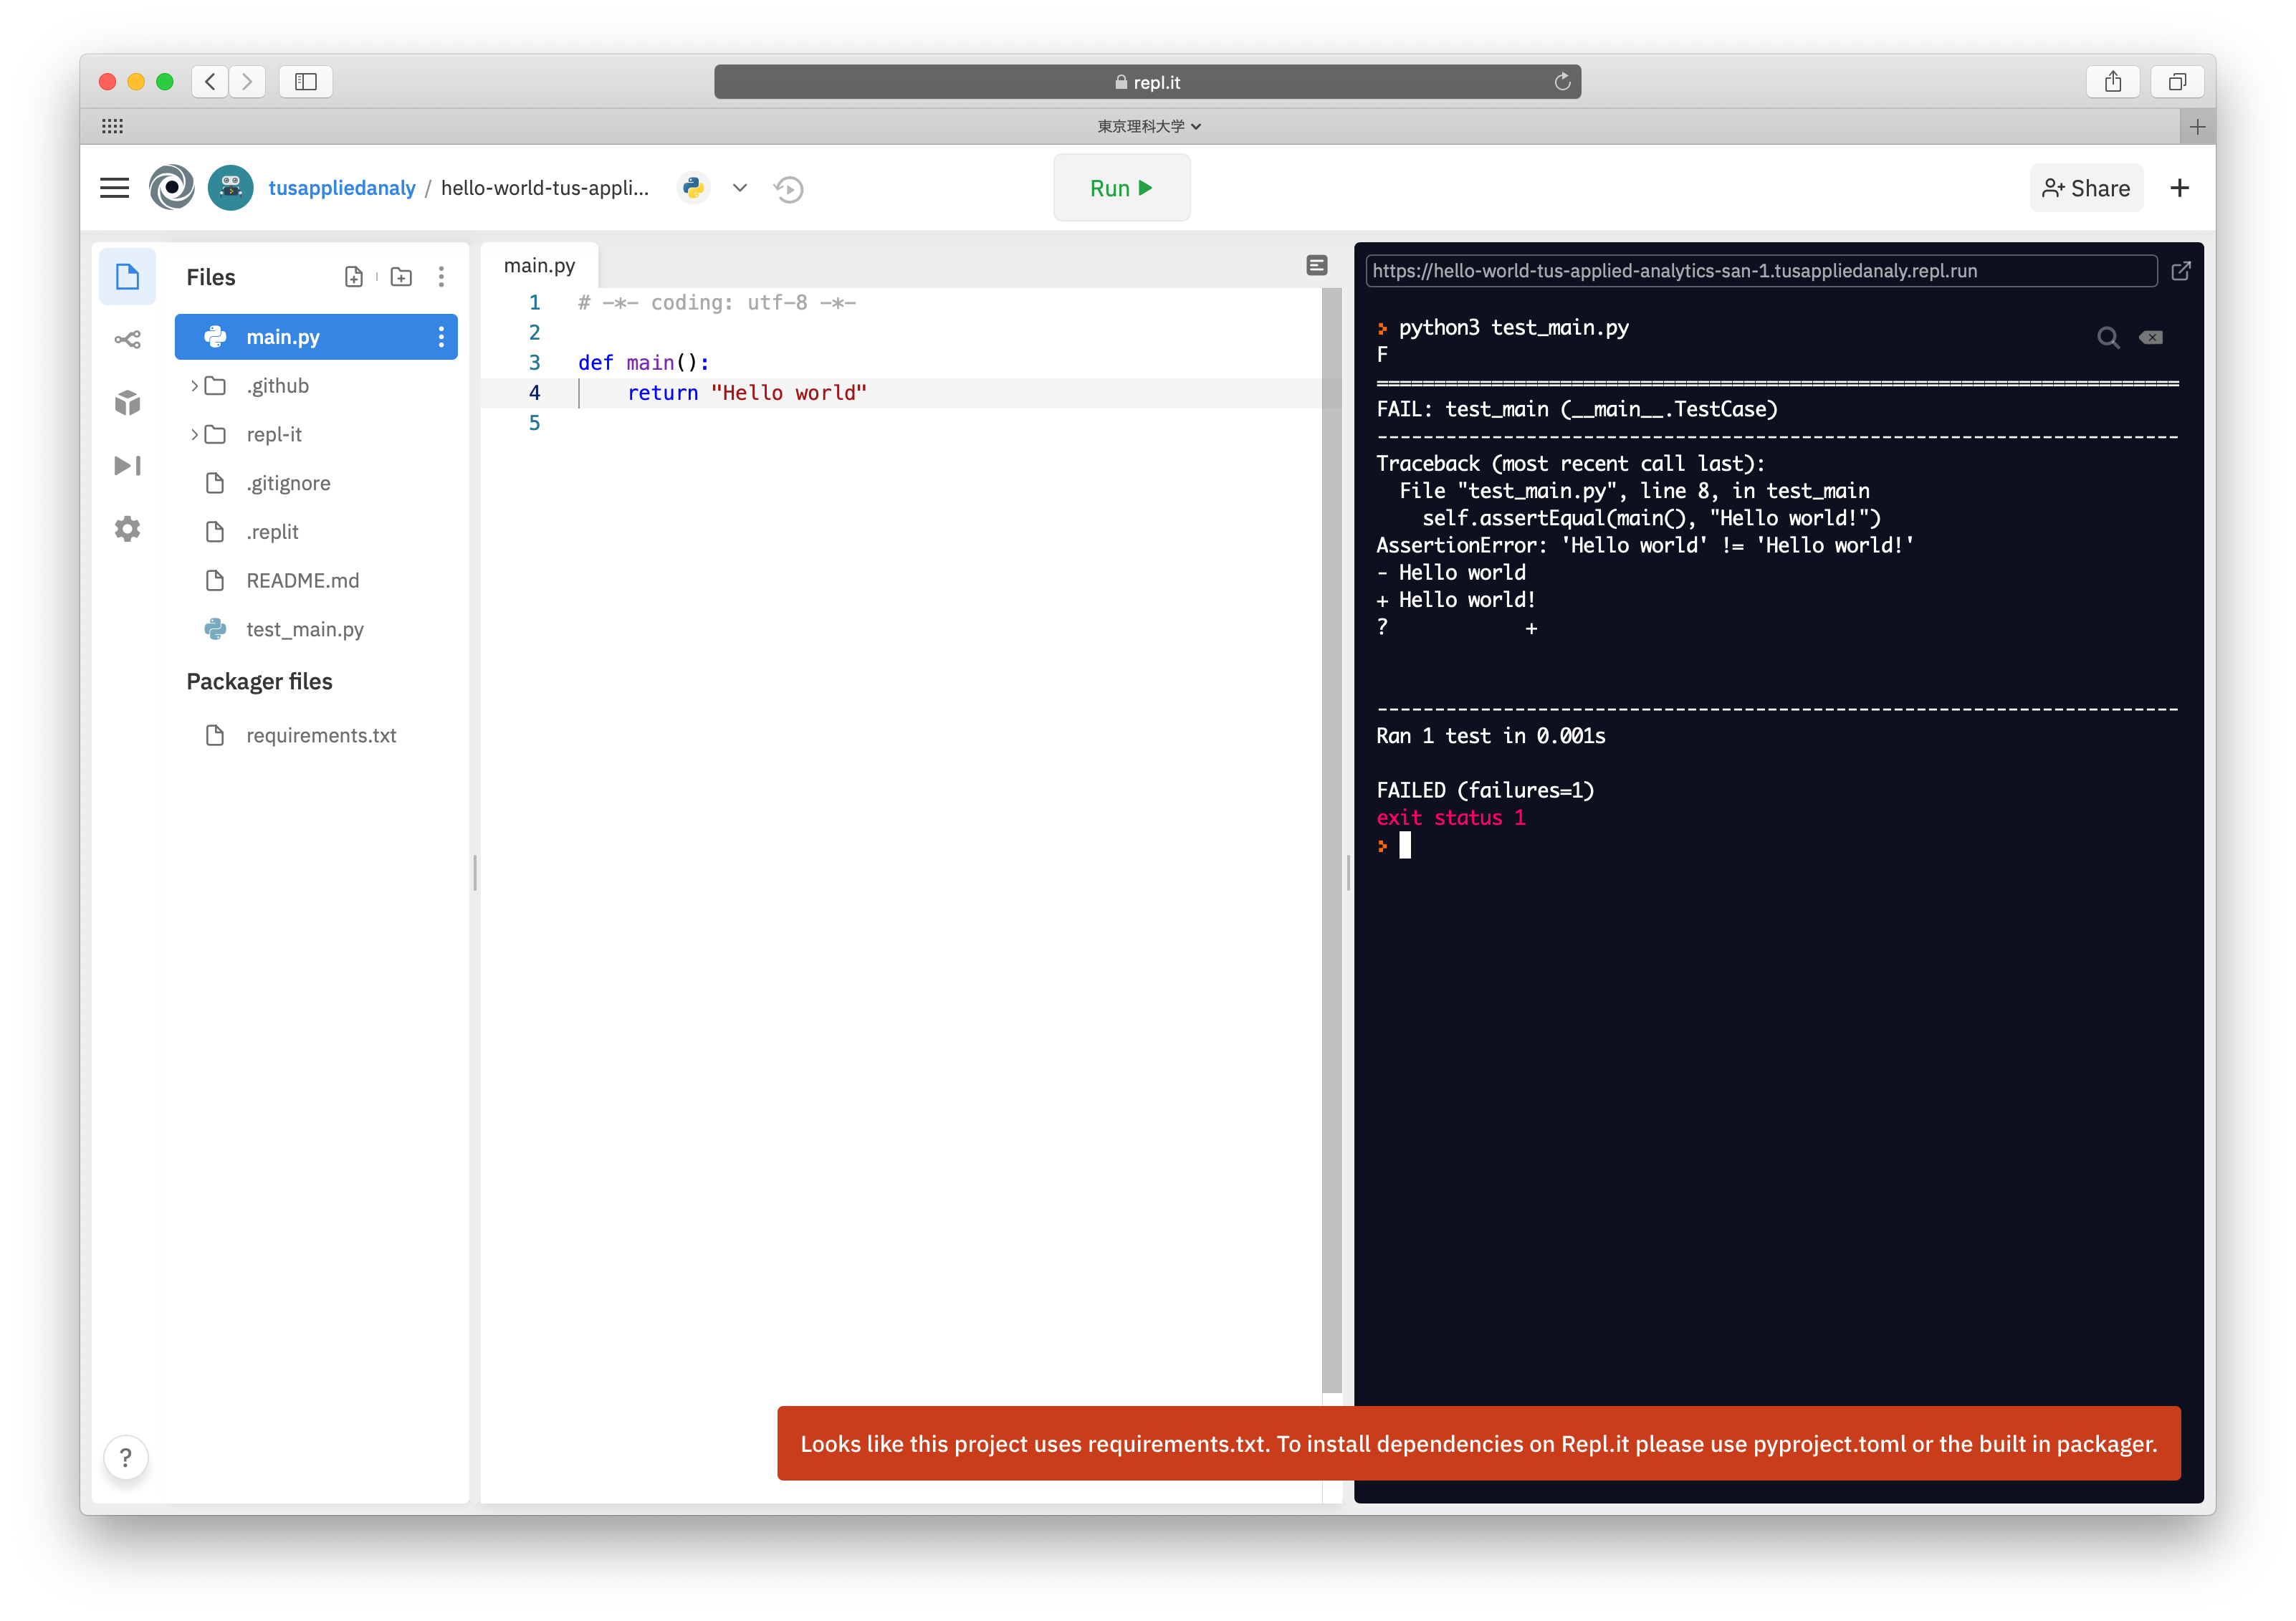 repl.it
東京理科大学
tusappliedanaly / hello-world-tus-appli...
Run
Share
Files
main.py
.github
repl-it
.gitignore
.replit
README.md
test_main.py
Packager files
requirements.txt
?
main.py
1 # -*- coding: utf-8 -*-
2
3 def main():
4 return "Hello world"
5
https://hello-world-tus-applied-analytics-san-1.tusappliedanaly.repl.run
python3 test_main.py
F
======================================================================
FAIL: test_main (__main__.TestCase)
----------------------------------------------------------------------
Traceback (most recent call last):
File "test_main.py", line 8, in test_main
self.assertEqual(main(), "Hello world!")
AssertionError: 'Hello world' != 'Hello world!'
- Hello world
+ Hello world!
? +
----------------------------------------------------------------------
Ran 1 test in 0.001s
FAILED (failures=1)
exit status 1
Looks like this project uses requirements.txt. To install dependencies on Repl.it please use pyproject.toml or the built in packager.